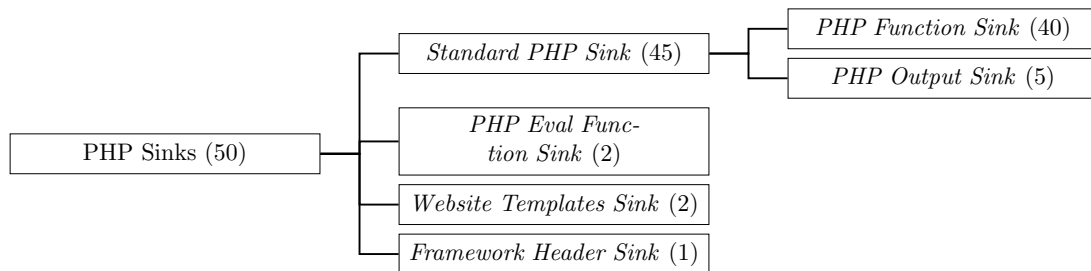 PHP Function Sink (40)
Standard PHP Sink (45)
PHP Output Sink (5)
PHP Eval Func-
tion Sink (2)
PHP Sinks (50)
Website Templates Sink (2)
Framework Header Sink (1)